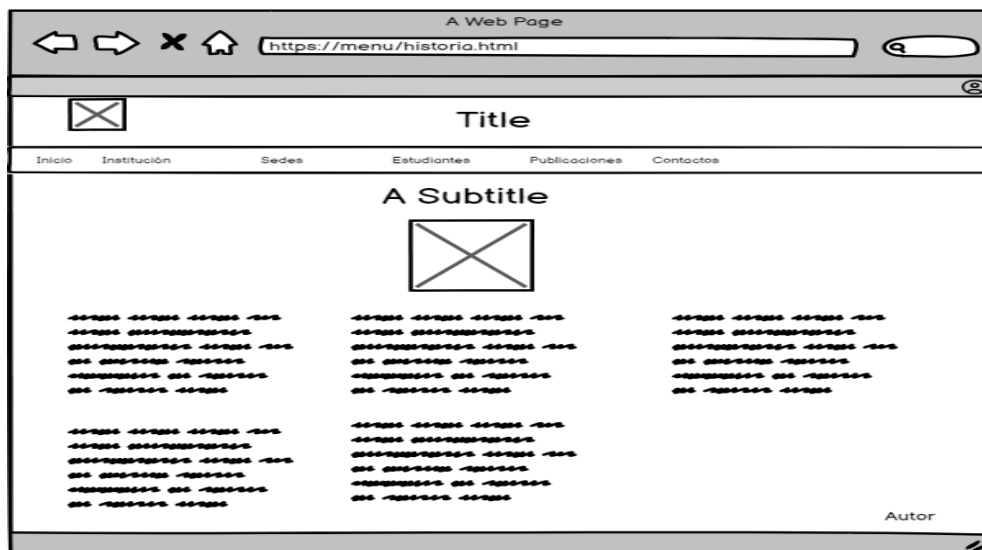 A Web Page
https://menu/historia.html
Title
Inicio Institución Sedes Estudiantes Publicaciones Contactos
A Subtitle
Autor